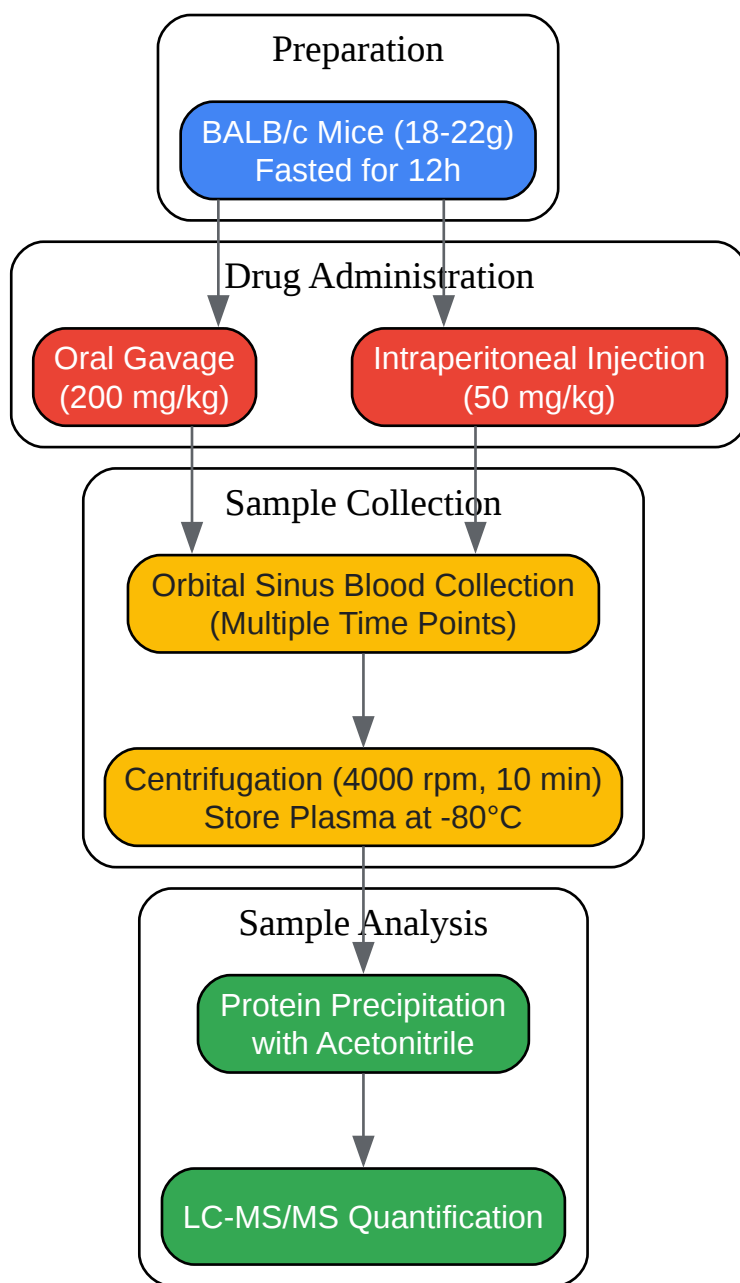 Preparation
BALB/c Mice (18-22g)
Fasted for 12h
Drug Administration
Oral Gavage
(200 mg/kg)
Intraperitoneal Injection
(50 mg/kg)
Sample Collection
Orbital Sinus Blood Collection
(Multiple Time Points)
Centrifugation (4000 rpm, 10 min)
Store Plasma at -80°C
Sample Analysis
Protein Precipitation
with Acetonitrile
LC-MS/MS Quantification